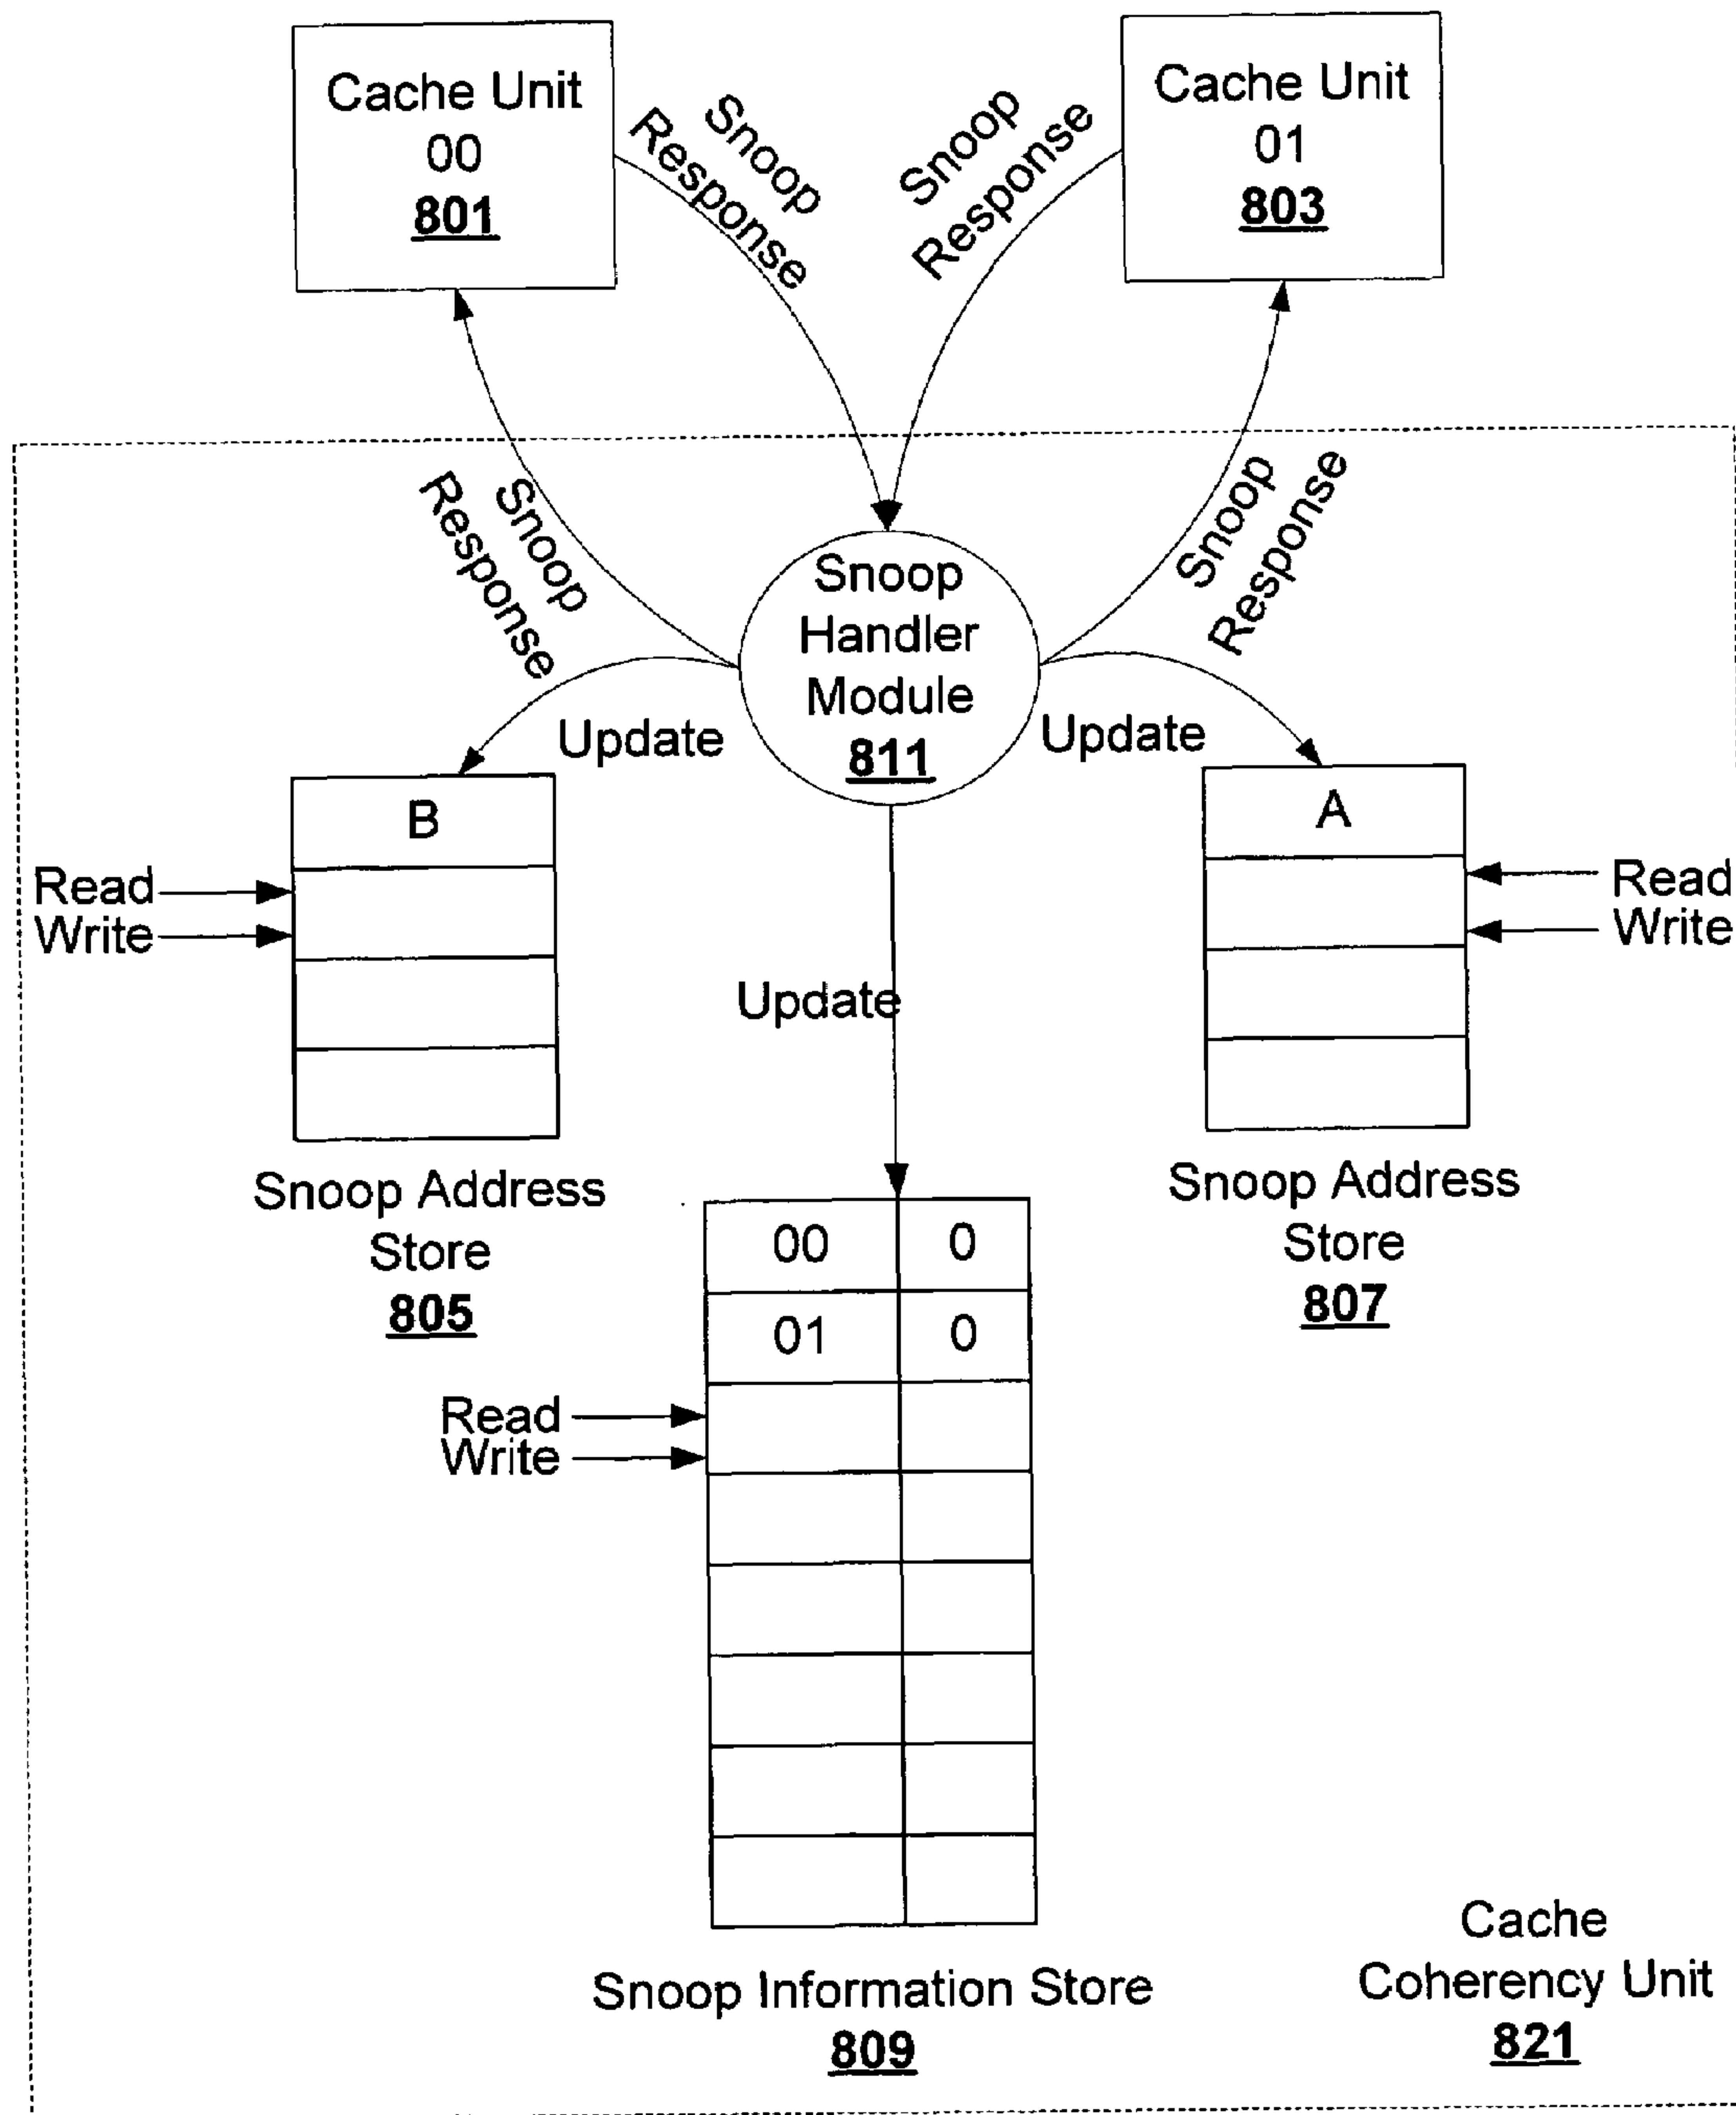 Cache Unit
00
801
Snoop
Response
Snoop
Response
Cache Unit
01
803
Snoop
Response
Snoop
Response
Snoop
Handler
Module
811
Update
Update
B
A
Read
Write
Read
Write
Update
Snoop Address
Store
805
Snoop Address
Store
807
00 0
01 0
Read
Write
Snoop Information Store
809
Cache
Coherency Unit
821